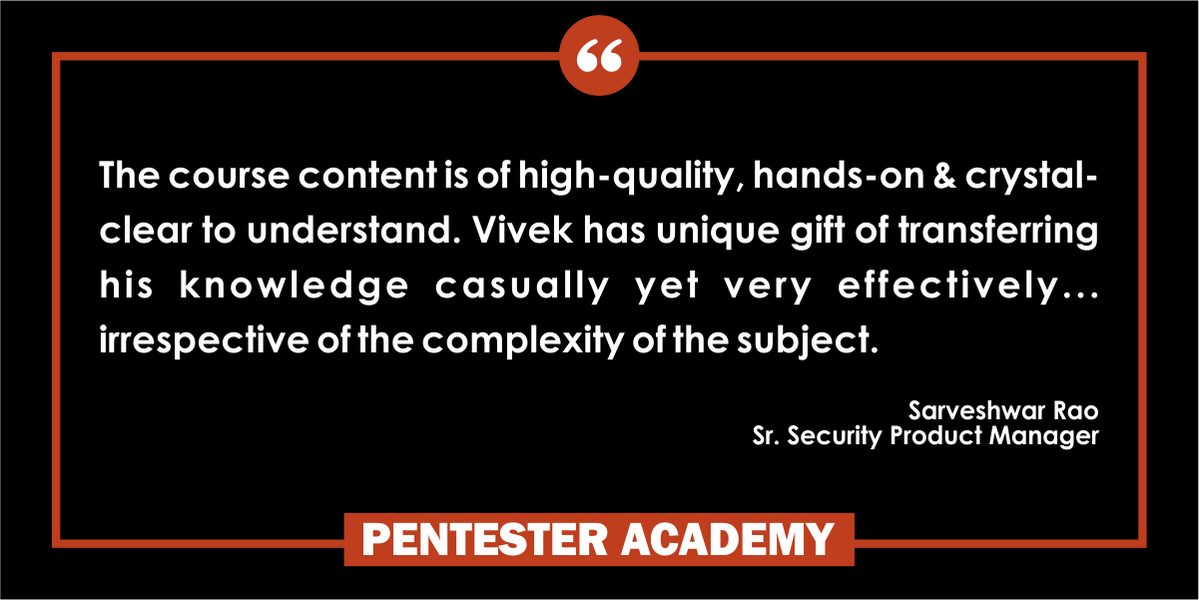 “
The course content is of high-quality, hands-on & crystal-
clear to understand. Vivek has unique gift of transferring
his knowledge casually yet very effectively...
irrespective of the complexity of the subject.
Sarveshwar Rao
Sr. Security Product Manager
PENTESTER ACADEMY